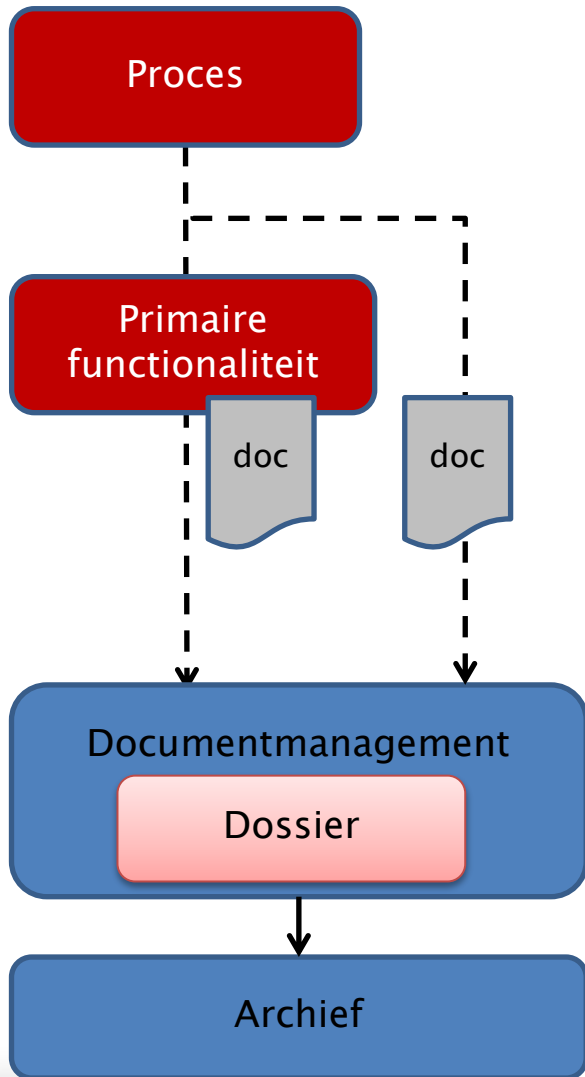 Proces
Primaire
functionaliteit
doc
doc
Documentmanagement
Dossier
Archief